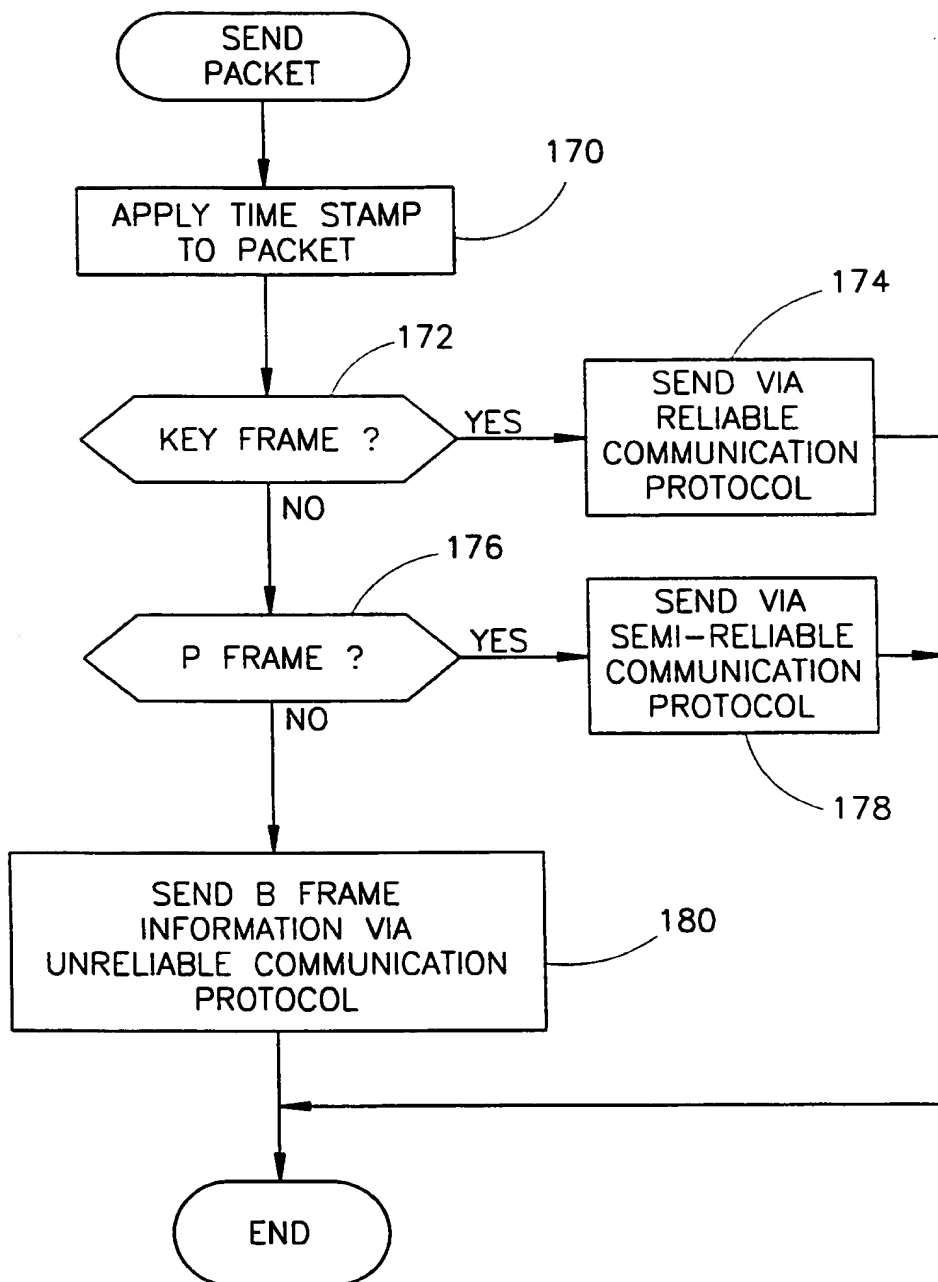 SEND
PACKET
170
APPLY TIME STAMP
TO PACKET
174
172
SEND VIA
RELIABLE
COMMUNICATION
PROTOCOL
KEY FRAME ?
YES
NO
176
SEND VIA
SEMI-RELIABLE
COMMUNICATION
PROTOCOL
P FRAME ?
YES
NO
178
SEND B FRAME
INFORMATION VIA
UNRELIABLE COMMUNICATION
PROTOCOL
180
END